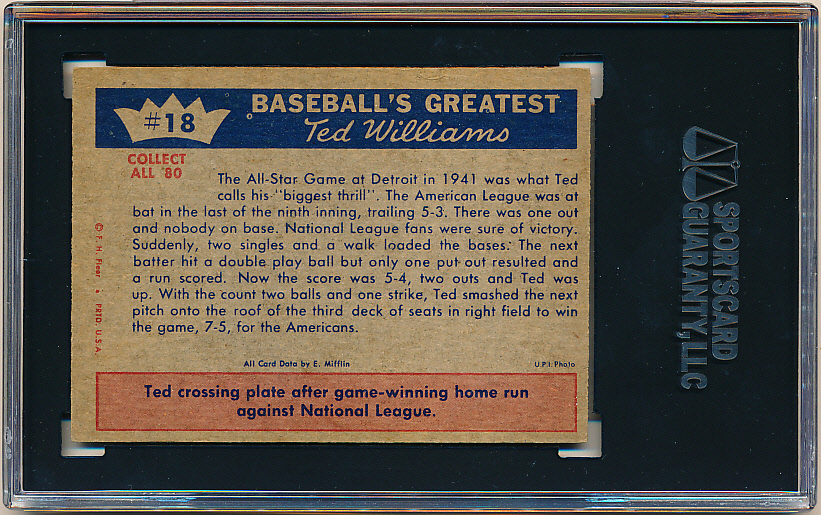 #18
BASEBALL'S GREATEST
Ted Williams
COLLECT
ALL 80
The All-Star Game at Detroit in 1941 was what Ted
calls his "biggest thrill". The American League was at
bat in the last of the ninth inning, trailing 5-3. There was one out
and nobody on base. National League fans were sure of victory.
Suddenly, two singles and a walk loaded the bases. The next
batter hit a double play ball but only one put out resulted and
a run scored. Now the score was 5-4, two outs and Ted was
up. With the count two balls and one strike, Ted smashed the next
pitch onto the roof of the third deck of seats in right field to win
the game, 7-5, for the Americans.
© F. H. Fleer • PRTD. U.S.A.
All Card Data by E. Mifflin
U.P.I. Photo
Ted crossing plate after game-winning home run
against National League.
SPORTSCARD
GUARANTY, LLC